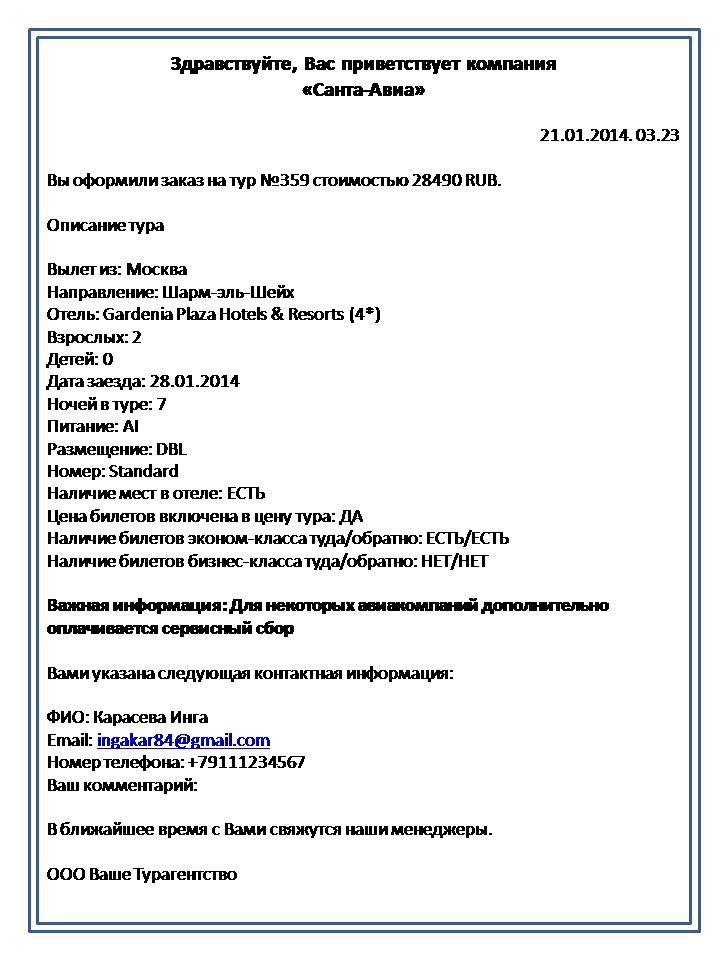 Здравствуйте, Вас приветствует компания
«Санта-Авиа»
21.01.2014. 03.23
Вы оформили заказ на тур №359 стоимостью 28490 RUB.
Описание тура
Вылет из: Москва
Направление: Шарм-эль-Шейх
Отель: Gardenia Plaza Hotels & Resorts (4*)
Взрослых: 2
Детей: 0
Дата заезда: 28.01.2014
Ночей в туре: 7
Питание: AI
Размещение: DBL
Номер: Standard
Наличие мест в отеле: ЕСТЬ
Цена билетов включена в цену тура: ДА
Наличие билетов эконом-класса туда/обратно: ЕСТЬ/ЕСТЬ
Наличие билетов бизнес-класса туда/обратно: НЕТ/НЕТ
Важная информация: Для некоторых авиакомпаний дополнительно
оплачивается сервисный сбор
Вами указана следующая контактная информация:
ФИО: Карасева Инга
Email: ingakar84@gmail.com
Номер телефона: +79111234567
Ваш комментарий:
В ближайшее время с Вами свяжутся наши менеджеры.
ООО Ваше Турагентство